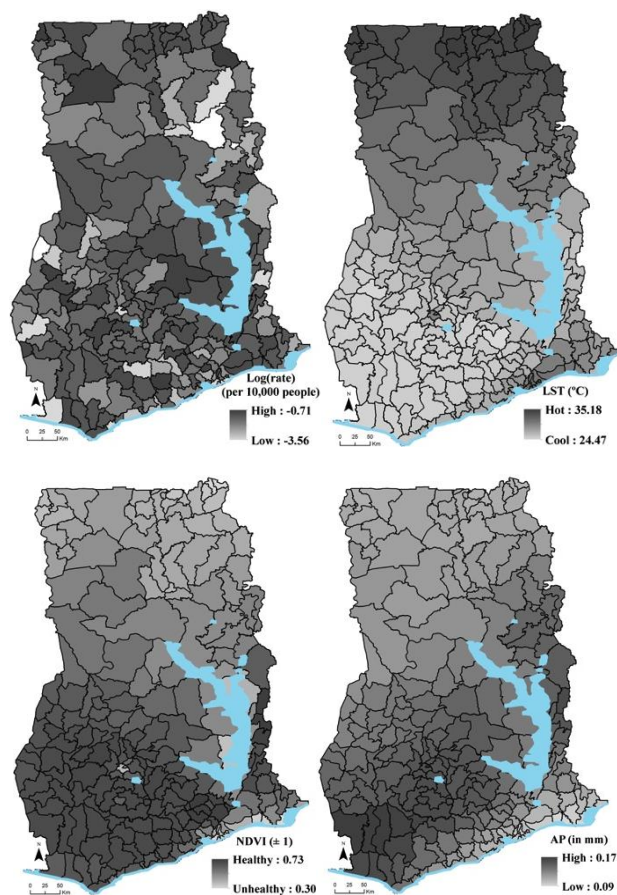 Log(rate)
(per 10,000 people)
High : -0.71
Low : -3.56
N
0 25 50
Km
LST (°C)
Hot : 35.18
Cool : 24.47
N
0 25 50
Km
NDVI (± 1)
Healthy : 0.73
Unhealthy : 0.30
N
0 25 50
Km
AP (in mm)
High : 0.17
Low : 0.09
N
0 25 50
Km